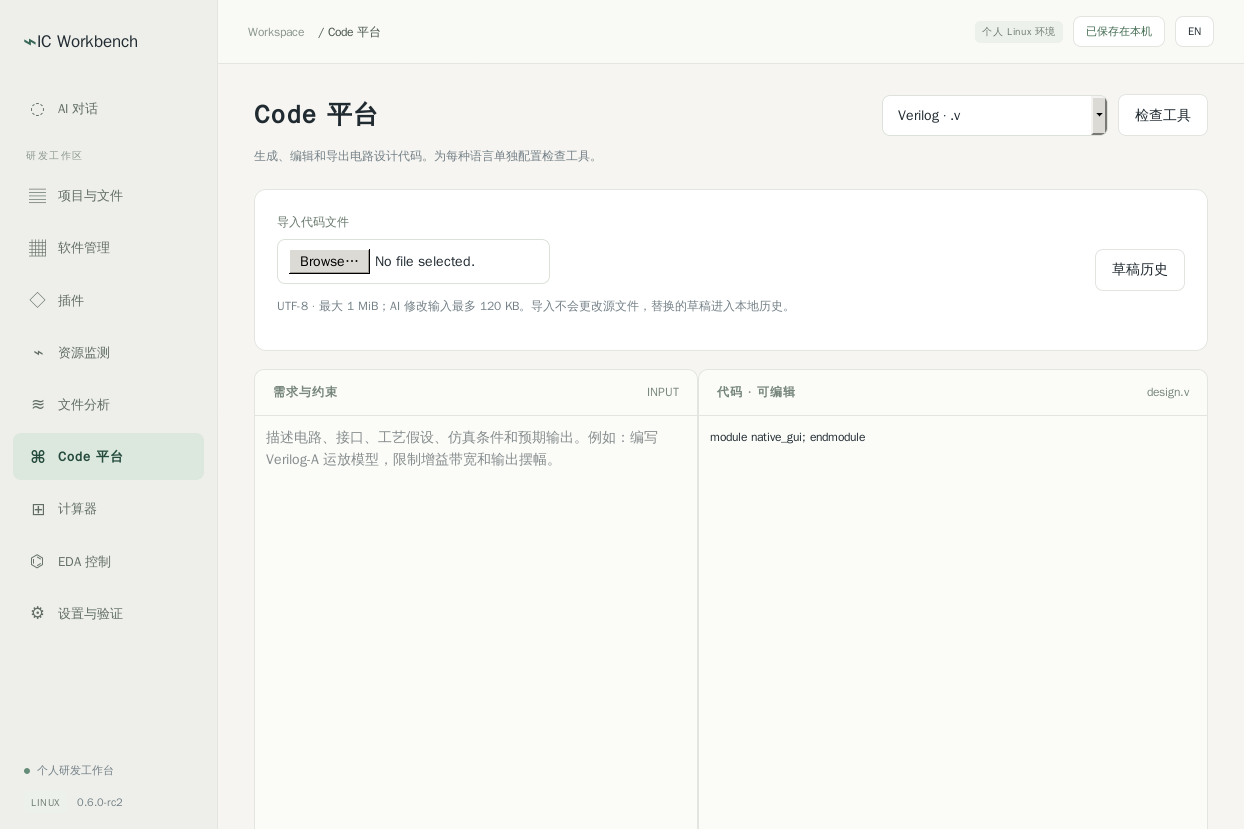 IC Workbench
AI 对话
研发工作区
项目与文件
软件管理
插件
资源监测
文件分析
Code 平台
计算器
EDA 控制
设置与验证
个人研发工作台
LINUX 0.6.0-rc2
Workspace / Code 平台
个人 Linux 环境
已保存在本机
EN
Code 平台
Verilog · .v
检查工具
生成、编辑和导出电路设计代码。为每种语言单独配置检查工具。
导入代码文件
Browse… No file selected.
草稿历史
UTF-8 · 最大 1 MiB；AI 修改输入最多 120 KB。导入不会更改源文件，替换的草稿进入本地历史。
需求与约束 INPUT
描述电路、接口、工艺假设、仿真条件和预期输出。例如：编写
Verilog-A 运放模型，限制增益带宽和输出摆幅。
代码 · 可编辑 design.v
module native_gui; endmodule